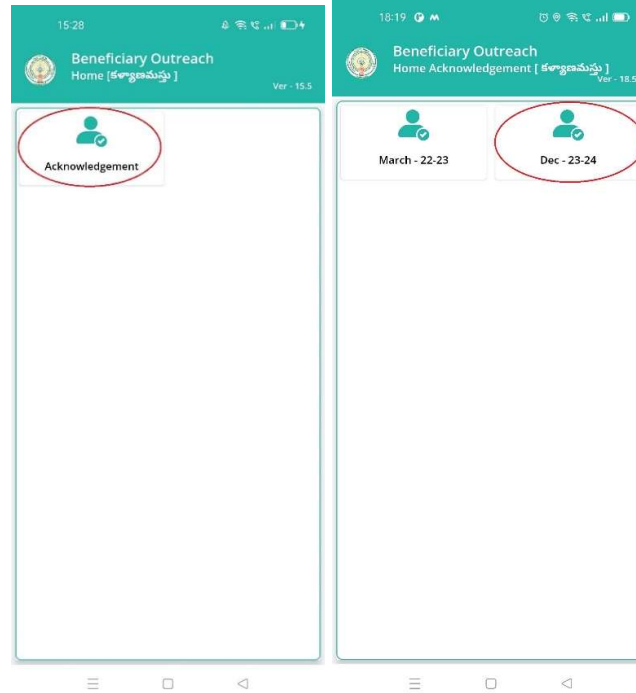 15:28
Beneficiary Outreach
Home [కళ్యాణమస్తు ]
Ver - 15.5
Acknowledgement
18:19
Beneficiary Outreach
Home Acknowledgement [ కళ్యాణమస్తు ]
Ver - 18.5
March - 22-23
Dec - 23-24